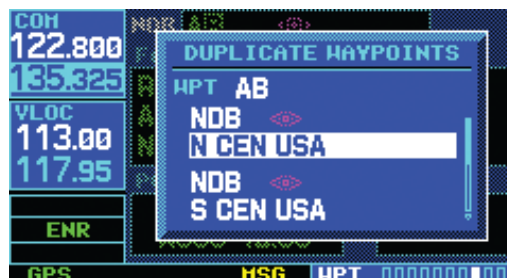 COM
122.800
135.325
VLOC
113.00
117.95
ENR
GPS
NDB
DUPLICATE WAYPOINTS
WPT AB
NDB
N CEN USA
NDB
S CEN USA
MSG
WPT